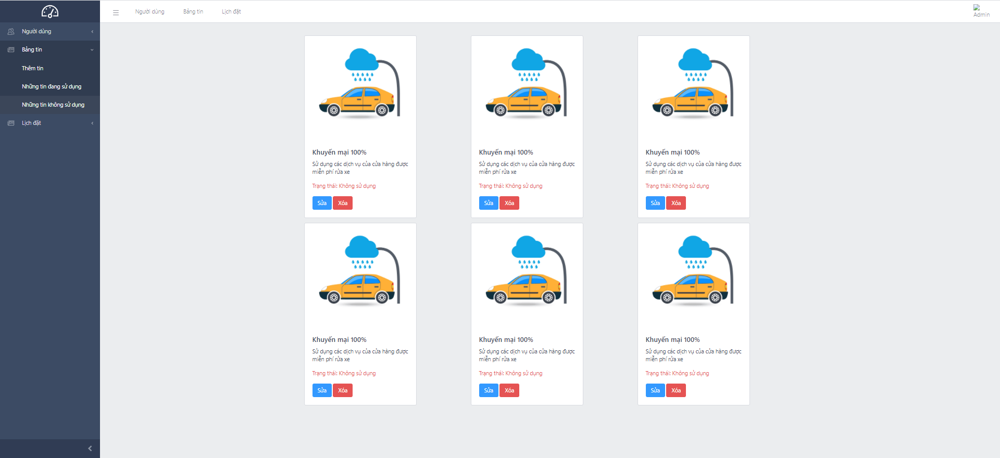 Người dùng
Bảng tin
Lịch đặt
Admin
Người dùng
Bảng tin
Thêm tin
Những tin đang sử dụng
Những tin không sử dụng
Lịch đặt
Khuyến mại 100%
Sử dụng các dịch vụ của cửa hàng được
miễn phí rửa xe
Trạng thái: Không sử dụng
Sửa
Xóa
Khuyến mại 100%
Sử dụng các dịch vụ của cửa hàng được
miễn phí rửa xe
Trạng thái: Không sử dụng
Sửa
Xóa
Khuyến mại 100%
Sử dụng các dịch vụ của cửa hàng được
miễn phí rửa xe
Trạng thái: Không sử dụng
Sửa
Xóa
Khuyến mại 100%
Sử dụng các dịch vụ của cửa hàng được
miễn phí rửa xe
Trạng thái: Không sử dụng
Sửa
Xóa
Khuyến mại 100%
Sử dụng các dịch vụ của cửa hàng được
miễn phí rửa xe
Trạng thái: Không sử dụng
Sửa
Xóa
Khuyến mại 100%
Sử dụng các dịch vụ của cửa hàng được
miễn phí rửa xe
Trạng thái: Không sử dụng
Sửa
Xóa